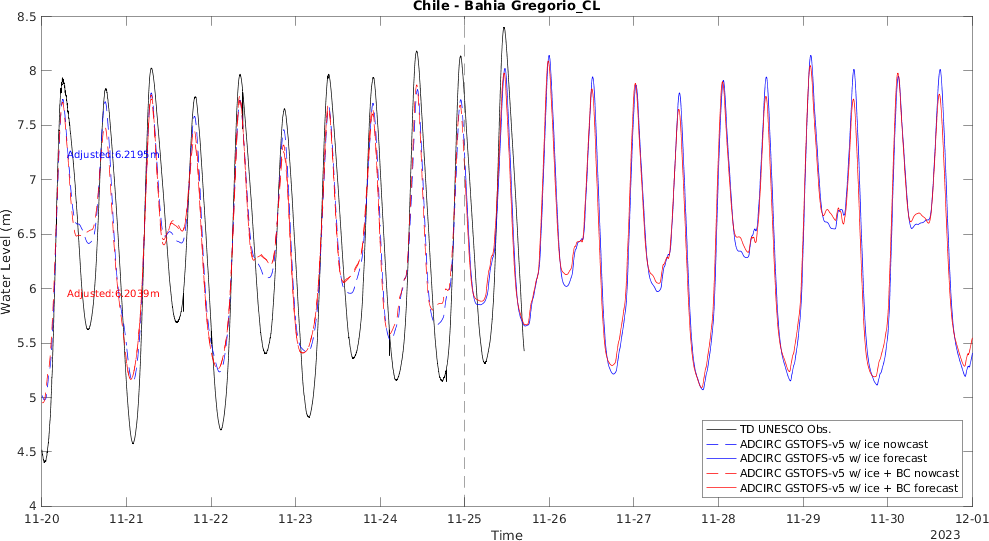 Chile - Bahia Gregorio_CL
8.5
8
7.5
7
6.5
6
5.5
5
4.5
4
Water Level (m)
Adjusted:6.2195m
Adjusted:6.2039m
TD UNESCO Obs.
ADCIRC GSTOFS-v5 w/ ice nowcast
ADCIRC GSTOFS-v5 w/ ice forecast
ADCIRC GSTOFS-v5 w/ ice + BC nowcast
ADCIRC GSTOFS-v5 w/ ice + BC forecast
11-20 11-21 11-22 11-23 11-24 11-25 11-26 11-27 11-28 11-29 11-30 12-01
Time
2023